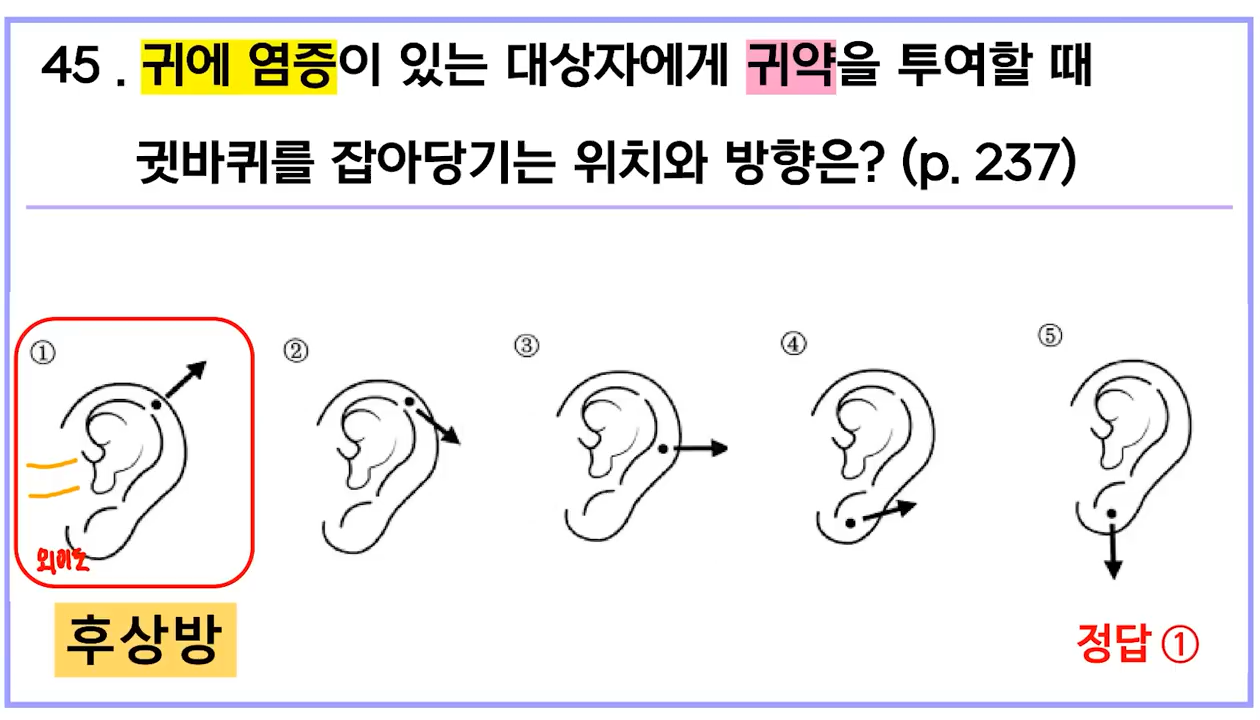 45. 귀에 염증이 있는 대상자에게 귀약을 투여할 때
귓바퀴를 잡아당기는 위치와 방향은? (p. 237)
① ② ③ ④ ⑤
외이도
후상방
정답 ①